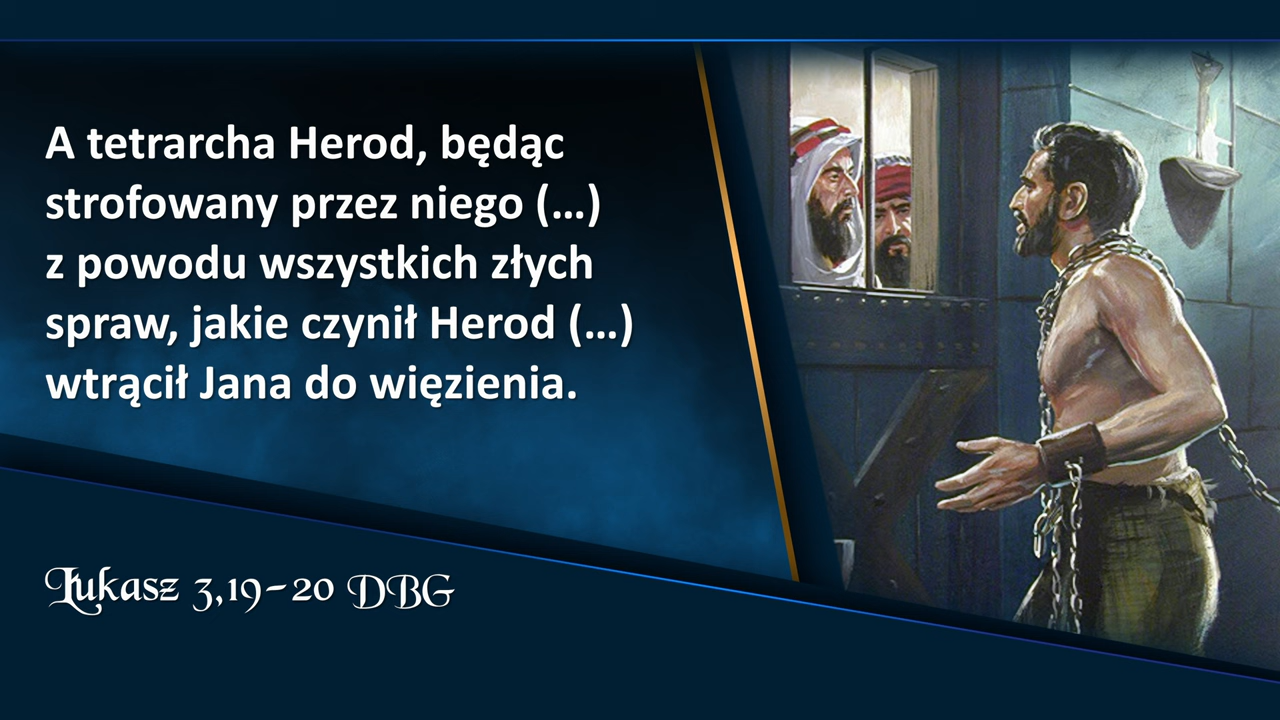 A tetrarcha Herod, będąc
strofowany przez niego (...)
z powodu wszystkich złych
spraw, jakie czynił Herod (...)
wtrącił Jana do więzienia.
Łukasz 3,19-20 DBG